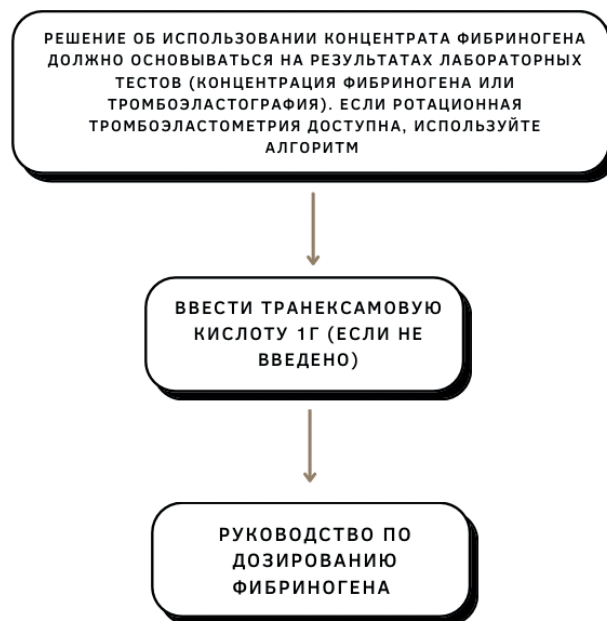 РЕШЕНИЕ ОБ ИСПОЛЬЗОВАНИИ КОНЦЕНТРАТА ФИБРИНОГЕНА
ДОЛЖНО ОСНОВЫВАТЬСЯ НА РЕЗУЛЬТАТАХ ЛАБОРАТОРНЫХ
ТЕСТОВ (КОНЦЕНТРАЦИЯ ФИБРИНОГЕНА ИЛИ
ТРОМБОЭЛАСТОГРАФИЯ). ЕСЛИ РОТАЦИОННАЯ
ТРОМБОЭЛАСТОМЕТРИЯ ДОСТУПНА, ИСПОЛЬЗУЙТЕ
АЛГОРИТМ
ВВЕСТИ ТРАНЕКСАМОВУЮ
КИСЛОТУ 1Г (ЕСЛИ НЕ
ВВЕДЕНО)
РУКОВОДСТВО ПО
ДОЗИРОВАНИЮ
ФИБРИНОГЕНА